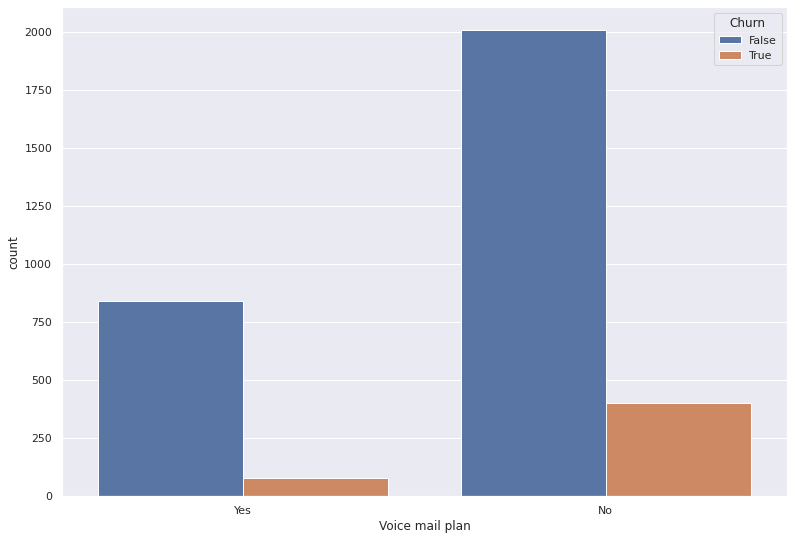 Churn
False
True
2000
1750
1500
1250
1000
750
500
250
0
count
Yes
No
Voice mail plan